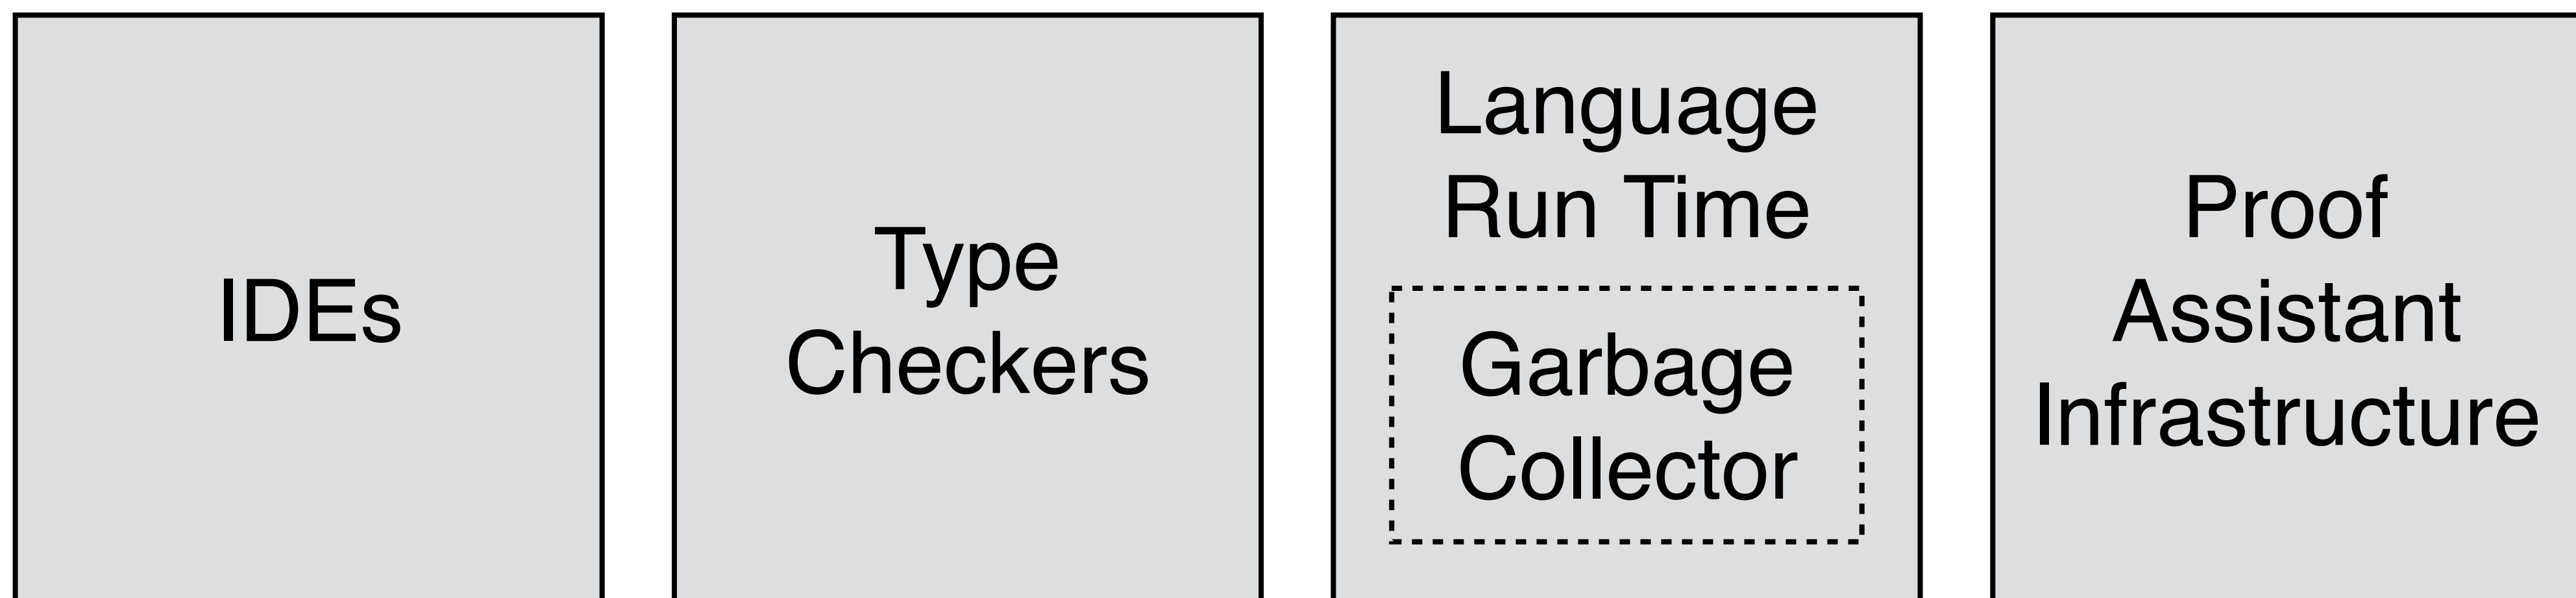 IDEs
Type
Checkers
Language
Run Time
Garbage
Collector
Proof
Assistant
Infrastructure